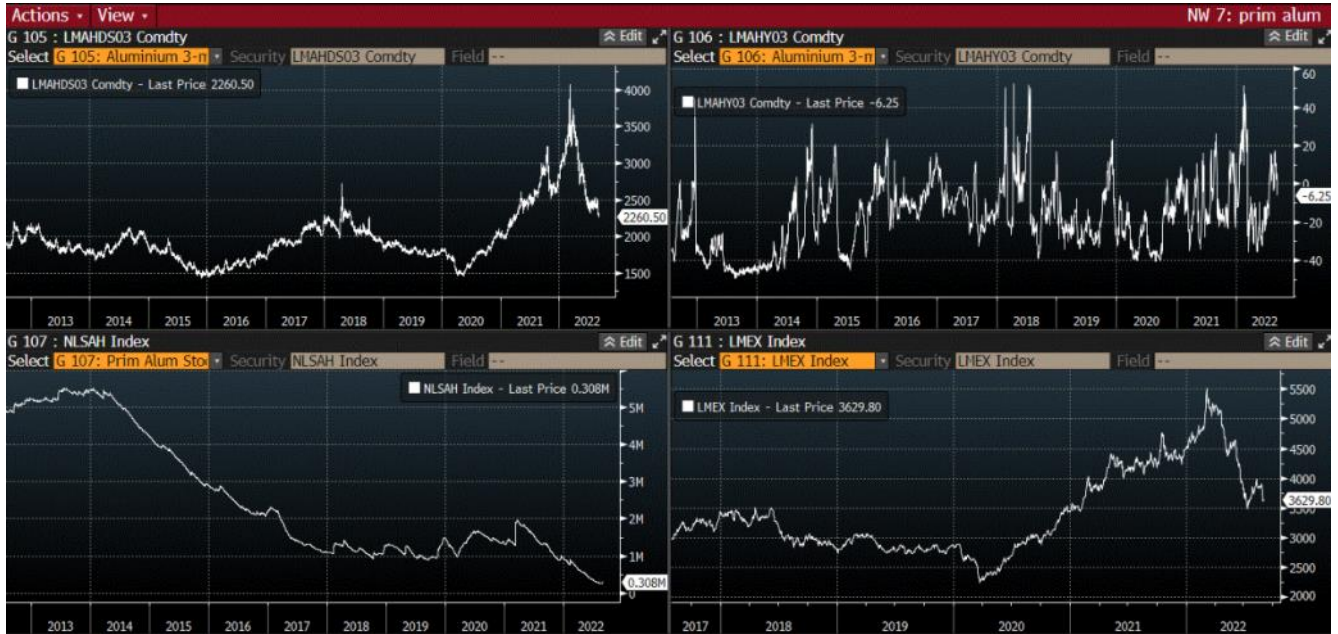 Actions View NW 7: prim alum
G 105 : LMAHDS03 Comdty Edit
Select G 105: Aluminium 3-m Security LMAHDS03 Comdty Field --
LMAHDS03 Comdty - Last Price 2260.50
4000
3500
3000
2500
2260.50
2000
1500
2013 2014 2015 2016 2017 2018 2019 2020 2021 2022
G 106 : LMAHY03 Comdty Edit
Select G 106: Aluminium 3-m Security LMAHY03 Comdty Field --
LMAHY03 Comdty - Last Price -6.25
60
40
20
0
-6.25
-20
-40
2013 2014 2015 2016 2017 2018 2019 2020 2021 2022
G 107 : NLSAH Index Edit
Select G 107: Prim Alum Sto Security NLSAH Index Field --
NLSAH Index - Last Price 0.308M
5M
4M
3M
2M
1M
0.308M
0
2013 2014 2015 2016 2017 2018 2019 2020 2021 2022
G 111 : LMEX Index Edit
Select G 111: LMEX Index Security LMEX Index Field --
LMEX Index - Last Price 3629.80
5500
5000
4500
4000
3629.80
3500
3000
2500
2000
2017 2018 2019 2020 2021 2022